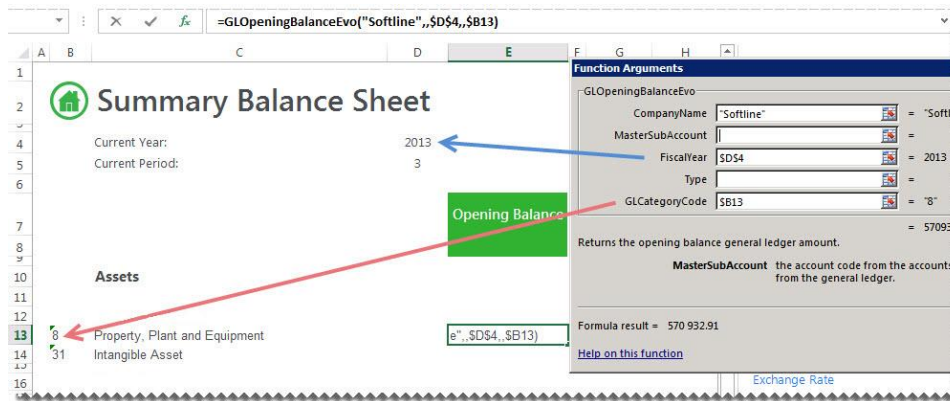 =GLOpeningBalanceEvo("Softline",,$D$4,,$B13)
A B C D E F G H
1
2 Summary Balance Sheet
4 Current Year: 2013
5 Current Period: 3
6
7 Opening Balance
8
9
10 Assets
11
12
13 8 Property, Plant and Equipment e",,$D$4,,$B13)
14 31 Intangible Asset
15
16 Exchange Rate
Function Arguments
GLOpeningBalanceEvo
CompanyName "Softline" = "Softl
MasterSubAccount =
FiscalYear $D$4 = 2013
Type =
GLCategoryCode $B13 = "8"
= 57093
Returns the opening balance general ledger amount.
MasterSubAccount the account code from the accounts
from the general ledger.
Formula result = 570 932.91
Help on this function